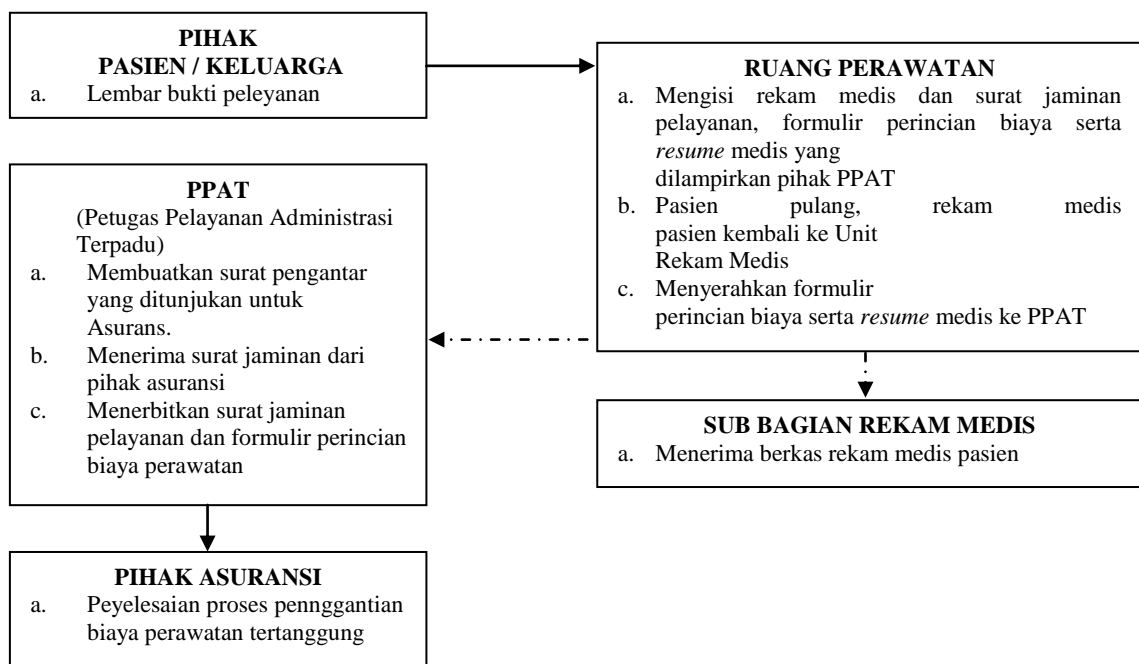 PIHAK
PASIEN / KELUARGA
a. Lembar bukti peleyanan
RUANG PERAWATAN
a. Mengisi rekam medis dan surat jaminan
pelayanan, formulir perincian biaya serta
resume medis yang
dilampirkan pihak PPAT
b. Pasien pulang, rekam medis
pasien kembali ke Unit
Rekam Medis
c. Menyerahkan formulir
perincian biaya serta resume medis ke PPAT
PPAT
(Petugas Pelayanan Administrasi
Terpadu)
a. Membuatkan surat pengantar
yang ditunjukan untuk
Asurans.
b. Menerima surat jaminan dari
pihak asuransi
c. Menerbitkan surat jaminan
pelayanan dan formulir perincian
biaya perawatan
SUB BAGIAN REKAM MEDIS
a. Menerima berkas rekam medis pasien
PIHAK ASURANSI
a. Peyelesaian proses pennggantian
biaya perawatan tertanggung